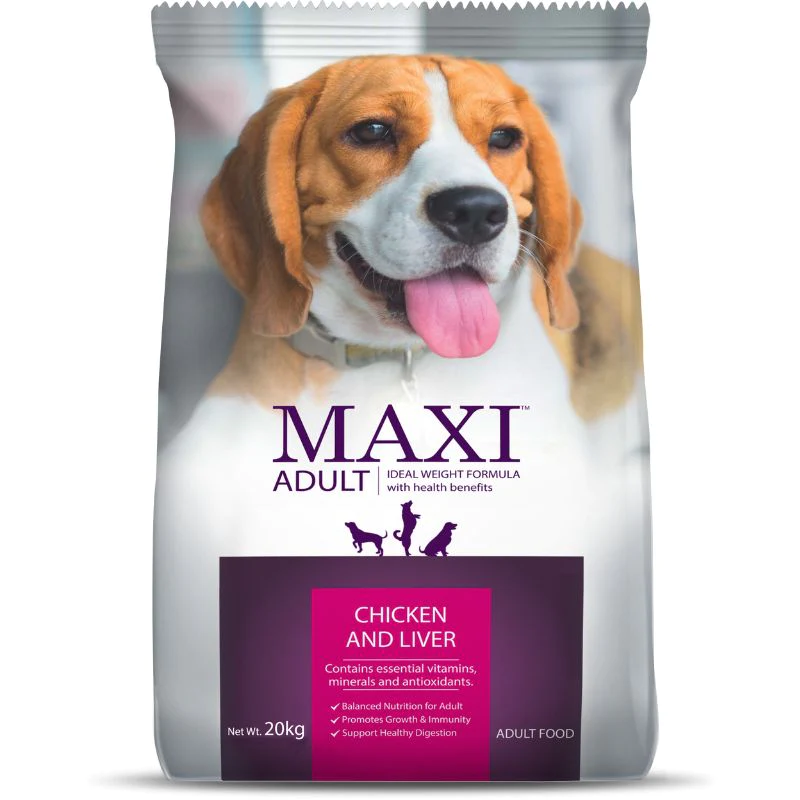 MAXI™
ADULT
IDEAL WEIGHT FORMULA
with health benefits
CHICKEN
AND LIVER
Contains essential vitamins,
minerals and antioxidants.
✓ Balanced Nutrition for Adult
✓ Promotes Growth & Immunity
✓ Support Healthy Digestion
Net Wt. 20kg
ADULT FOOD